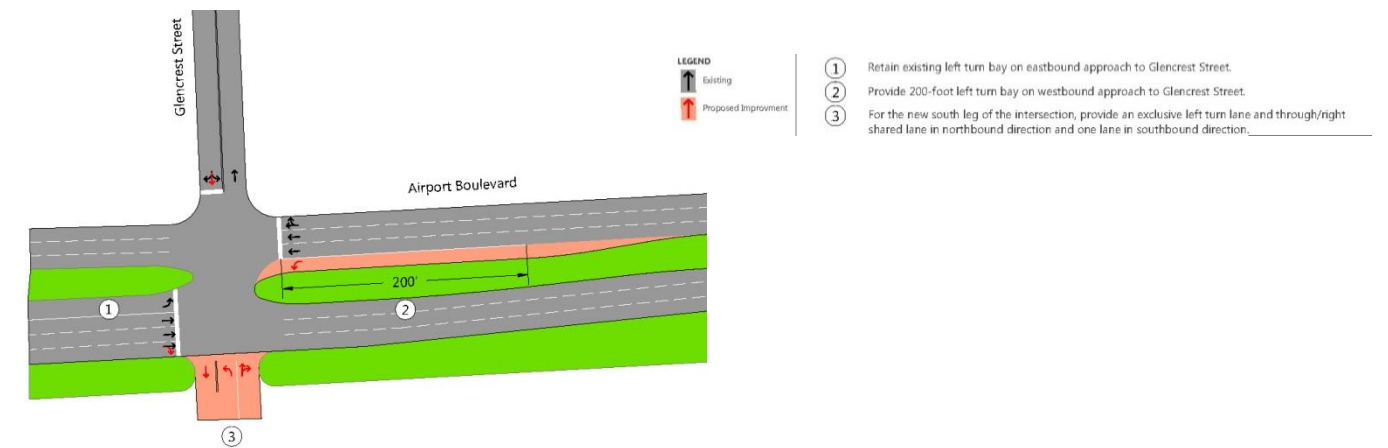 Glencrest Street
LEGEND
Existing
Proposed Improvment
1 Retain existing left turn bay on eastbound approach to Glencrest Street.
2 Provide 200-foot left turn bay on westbound approach to Glencrest Street.
3 For the new south leg of the intersection, provide an exclusive left turn lane and through/right
shared lane in northbound direction and one lane in southbound direction.
Airport Boulevard
200'
1
2
3